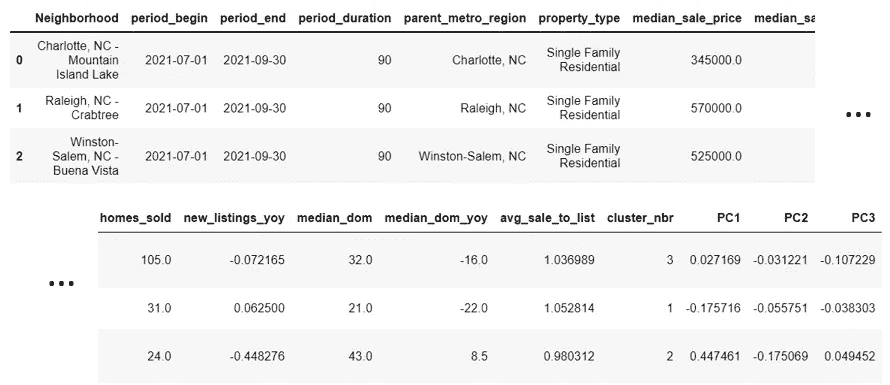 Neighborhood period_begin period_end period_duration parent_metro_region property_type median_sale_price median_sa
0 Charlotte, NC - Mountain Island Lake 2021-07-01 2021-09-30 90 Charlotte, NC Single Family Residential 345000.0
1 Raleigh, NC - Crabtree 2021-07-01 2021-09-30 90 Raleigh, NC Single Family Residential 570000.0
...
2 Winston-Salem, NC - Buena Vista 2021-07-01 2021-09-30 90 Winston-Salem, NC Single Family Residential 525000.0
homes_sold new_listings_yoy median_dom median_dom_yoy avg_sale_to_list cluster_nbr PC1 PC2 PC3
105.0 -0.072165 32.0 -16.0 1.036989 3 0.027169 -0.031221 -0.107229
...
31.0 0.062500 21.0 -22.0 1.052814 1 -0.175716 -0.055751 -0.038303
24.0 -0.448276 43.0 8.5 0.980312 2 0.447461 -0.175069 0.049452